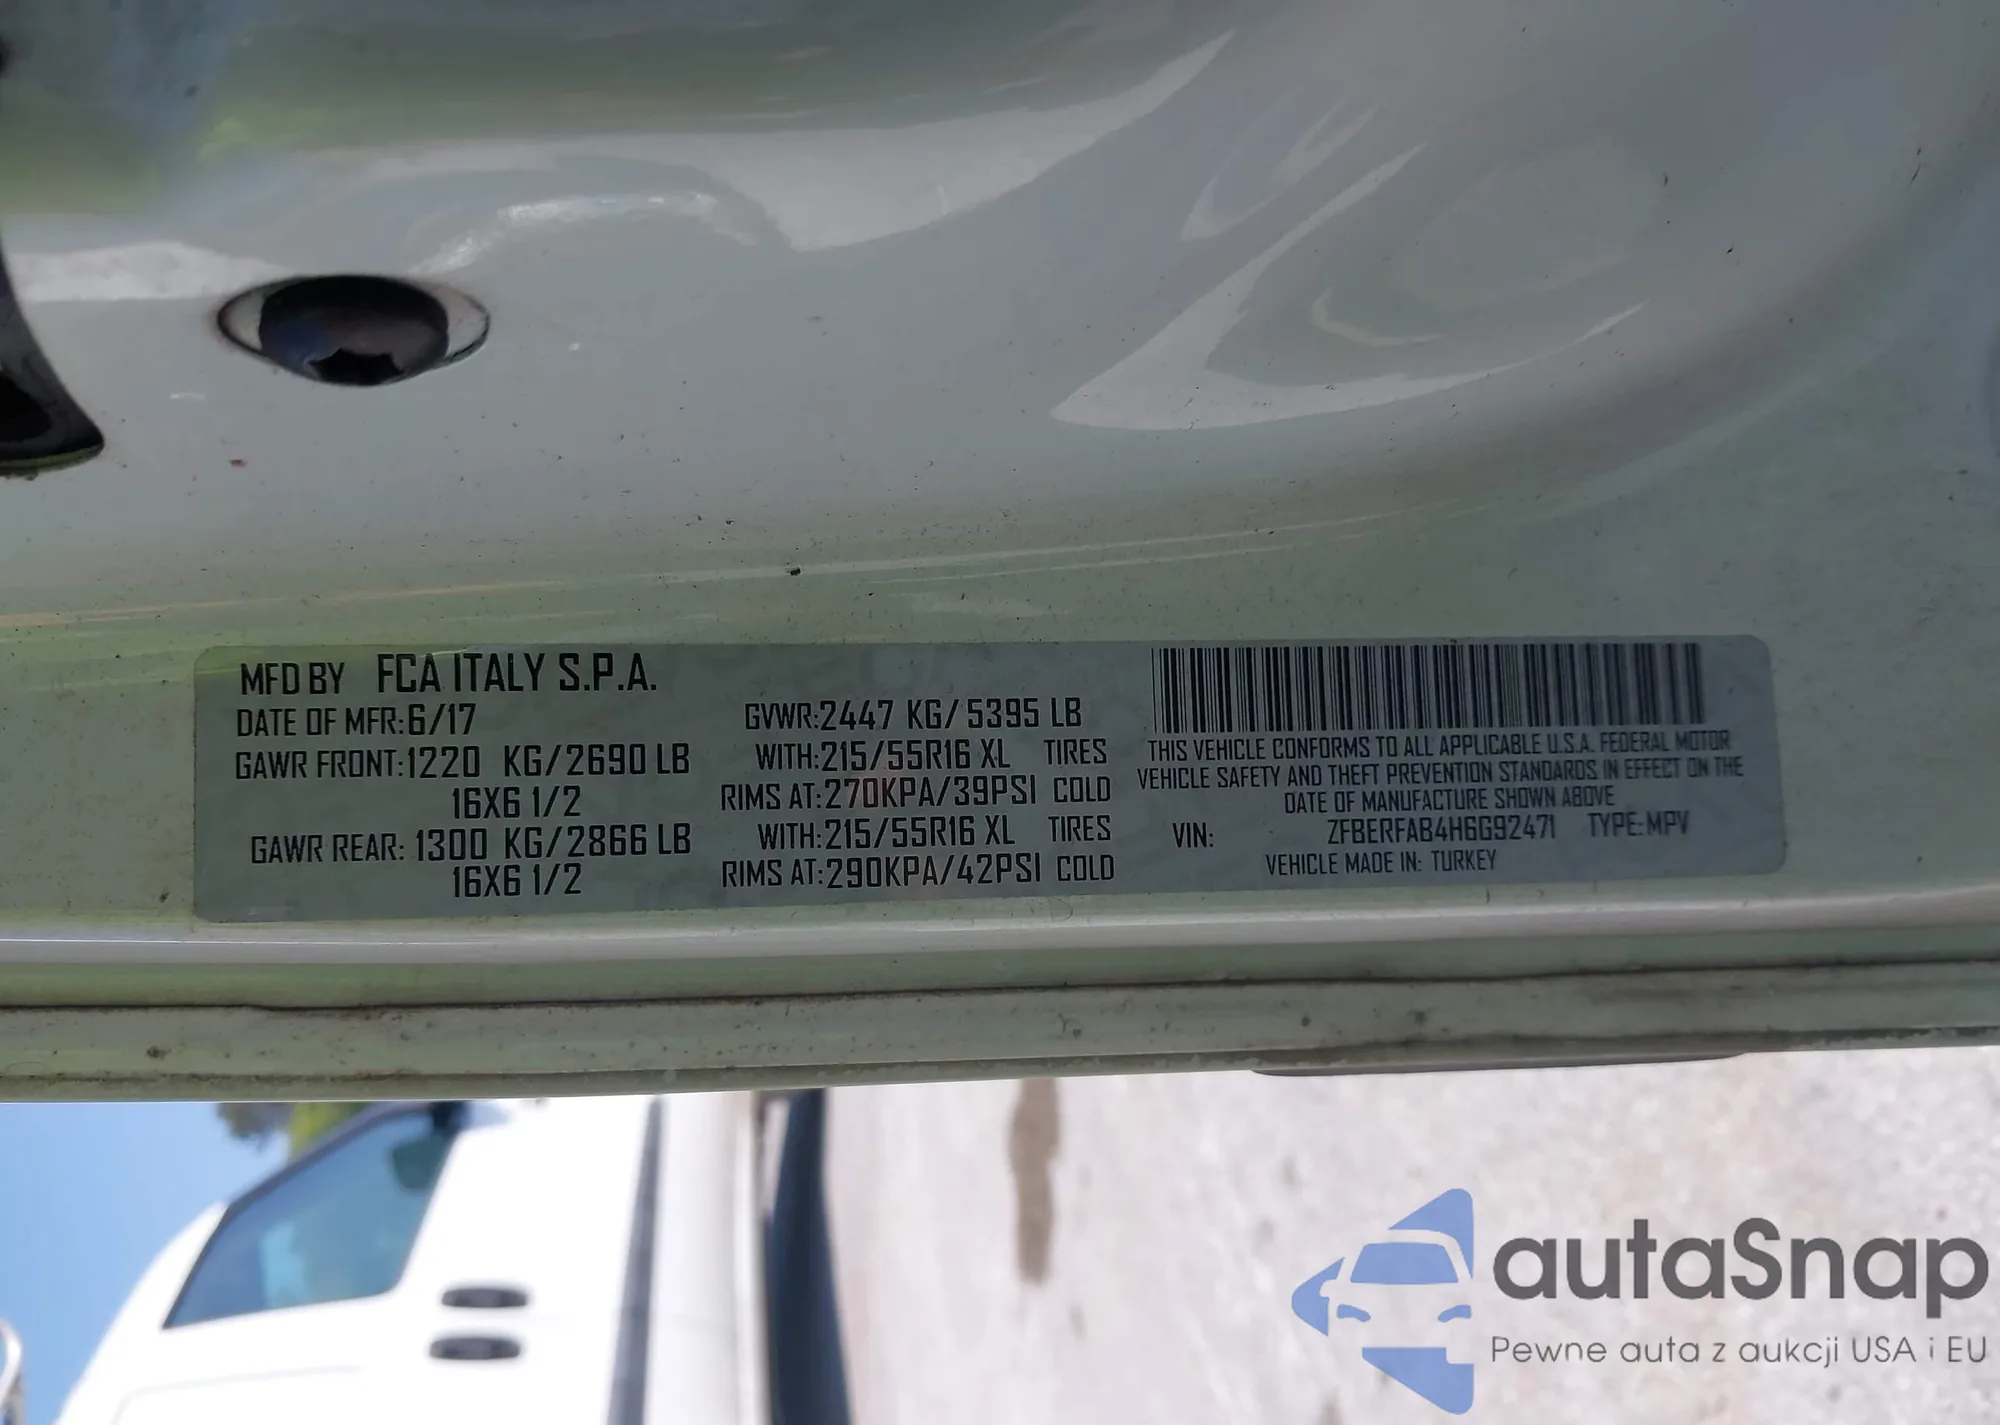 MFD BY FCA ITALY S.P.A.
DATE OF MFR:6/17
GAWR FRONT:1220 KG/2690 LB
16X6 1/2
GAWR REAR: 1300 KG/2866 LB
16X6 1/2
GVWR:2447 KG/5395 LB
WITH:215/55R16 XL TIRES
RIMS AT:270KPA/39PSI COLD
WITH:215/55R16 XL TIRES
RIMS AT:290KPA/42PSI COLD
THIS VEHICLE CONFORMS TO ALL APPLICABLE U.S.A. FEDERAL MOTOR
VEHICLE SAFETY AND THEFT PREVENTION STANDARDS IN EFFECT ON THE
DATE OF MANUFACTURE SHOWN ABOVE
VIN: ZFBERFAB4H6G92471 TYPE:MPV
VEHICLE MADE IN: TURKEY
autaSnap
Pewne auta z aukcji USA i EU